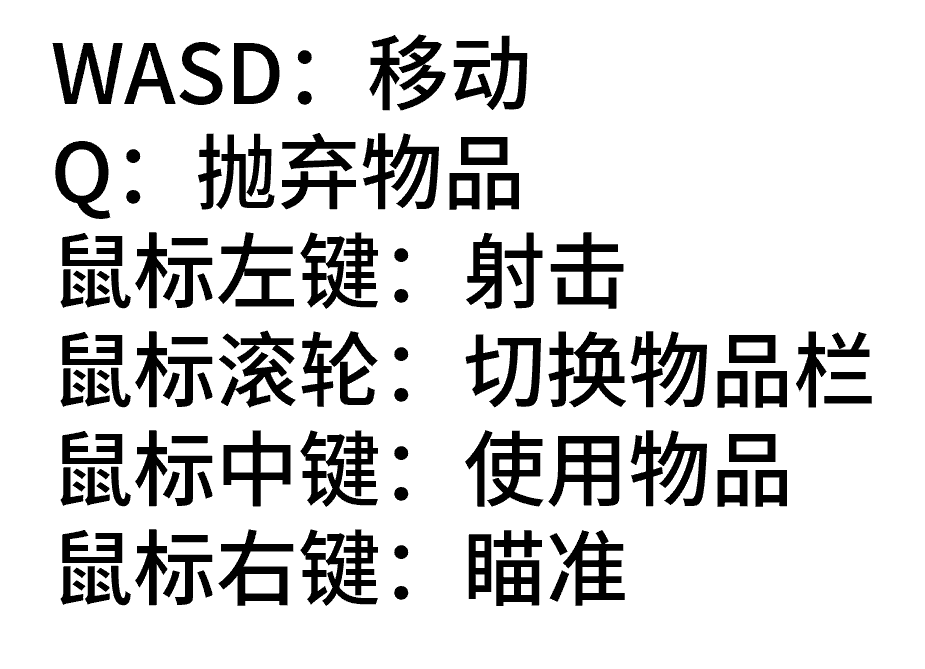 WASD：移动
Q：抛弃物品
鼠标左键：射击
鼠标滚轮：切换物品栏
鼠标中键：使用物品
鼠标右键：瞄准